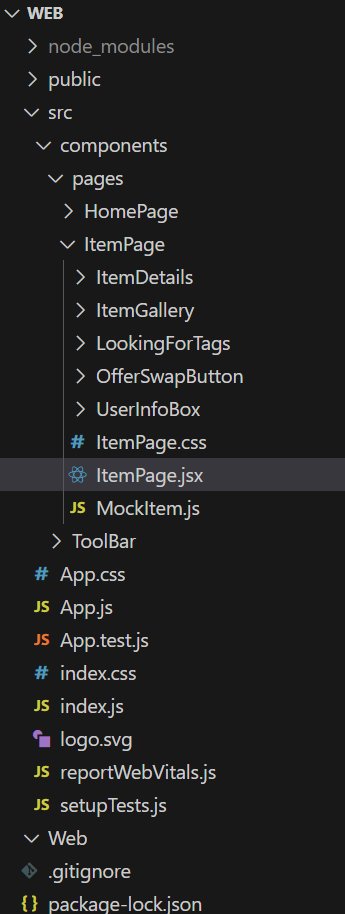 WEB
node_modules
public
src
components
pages
HomePage
ItemPage
ItemDetails
ItemGallery
LookingForTags
OfferSwapButton
UserInfoBox
# ItemPage.css
ItemPage.jsx
JS MockItem.js
ToolBar
# App.css
JS App.js
JS App.test.js
# index.css
JS index.js
logo.svg
JS reportWebVitals.js
JS setupTests.js
Web
.gitignore
{} package-lock.json